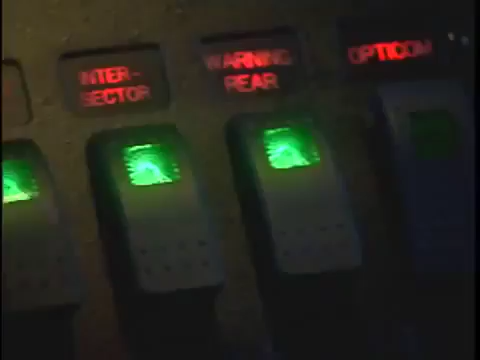 INTER-
SECTOR
WARNING
REAR
OPTICOM